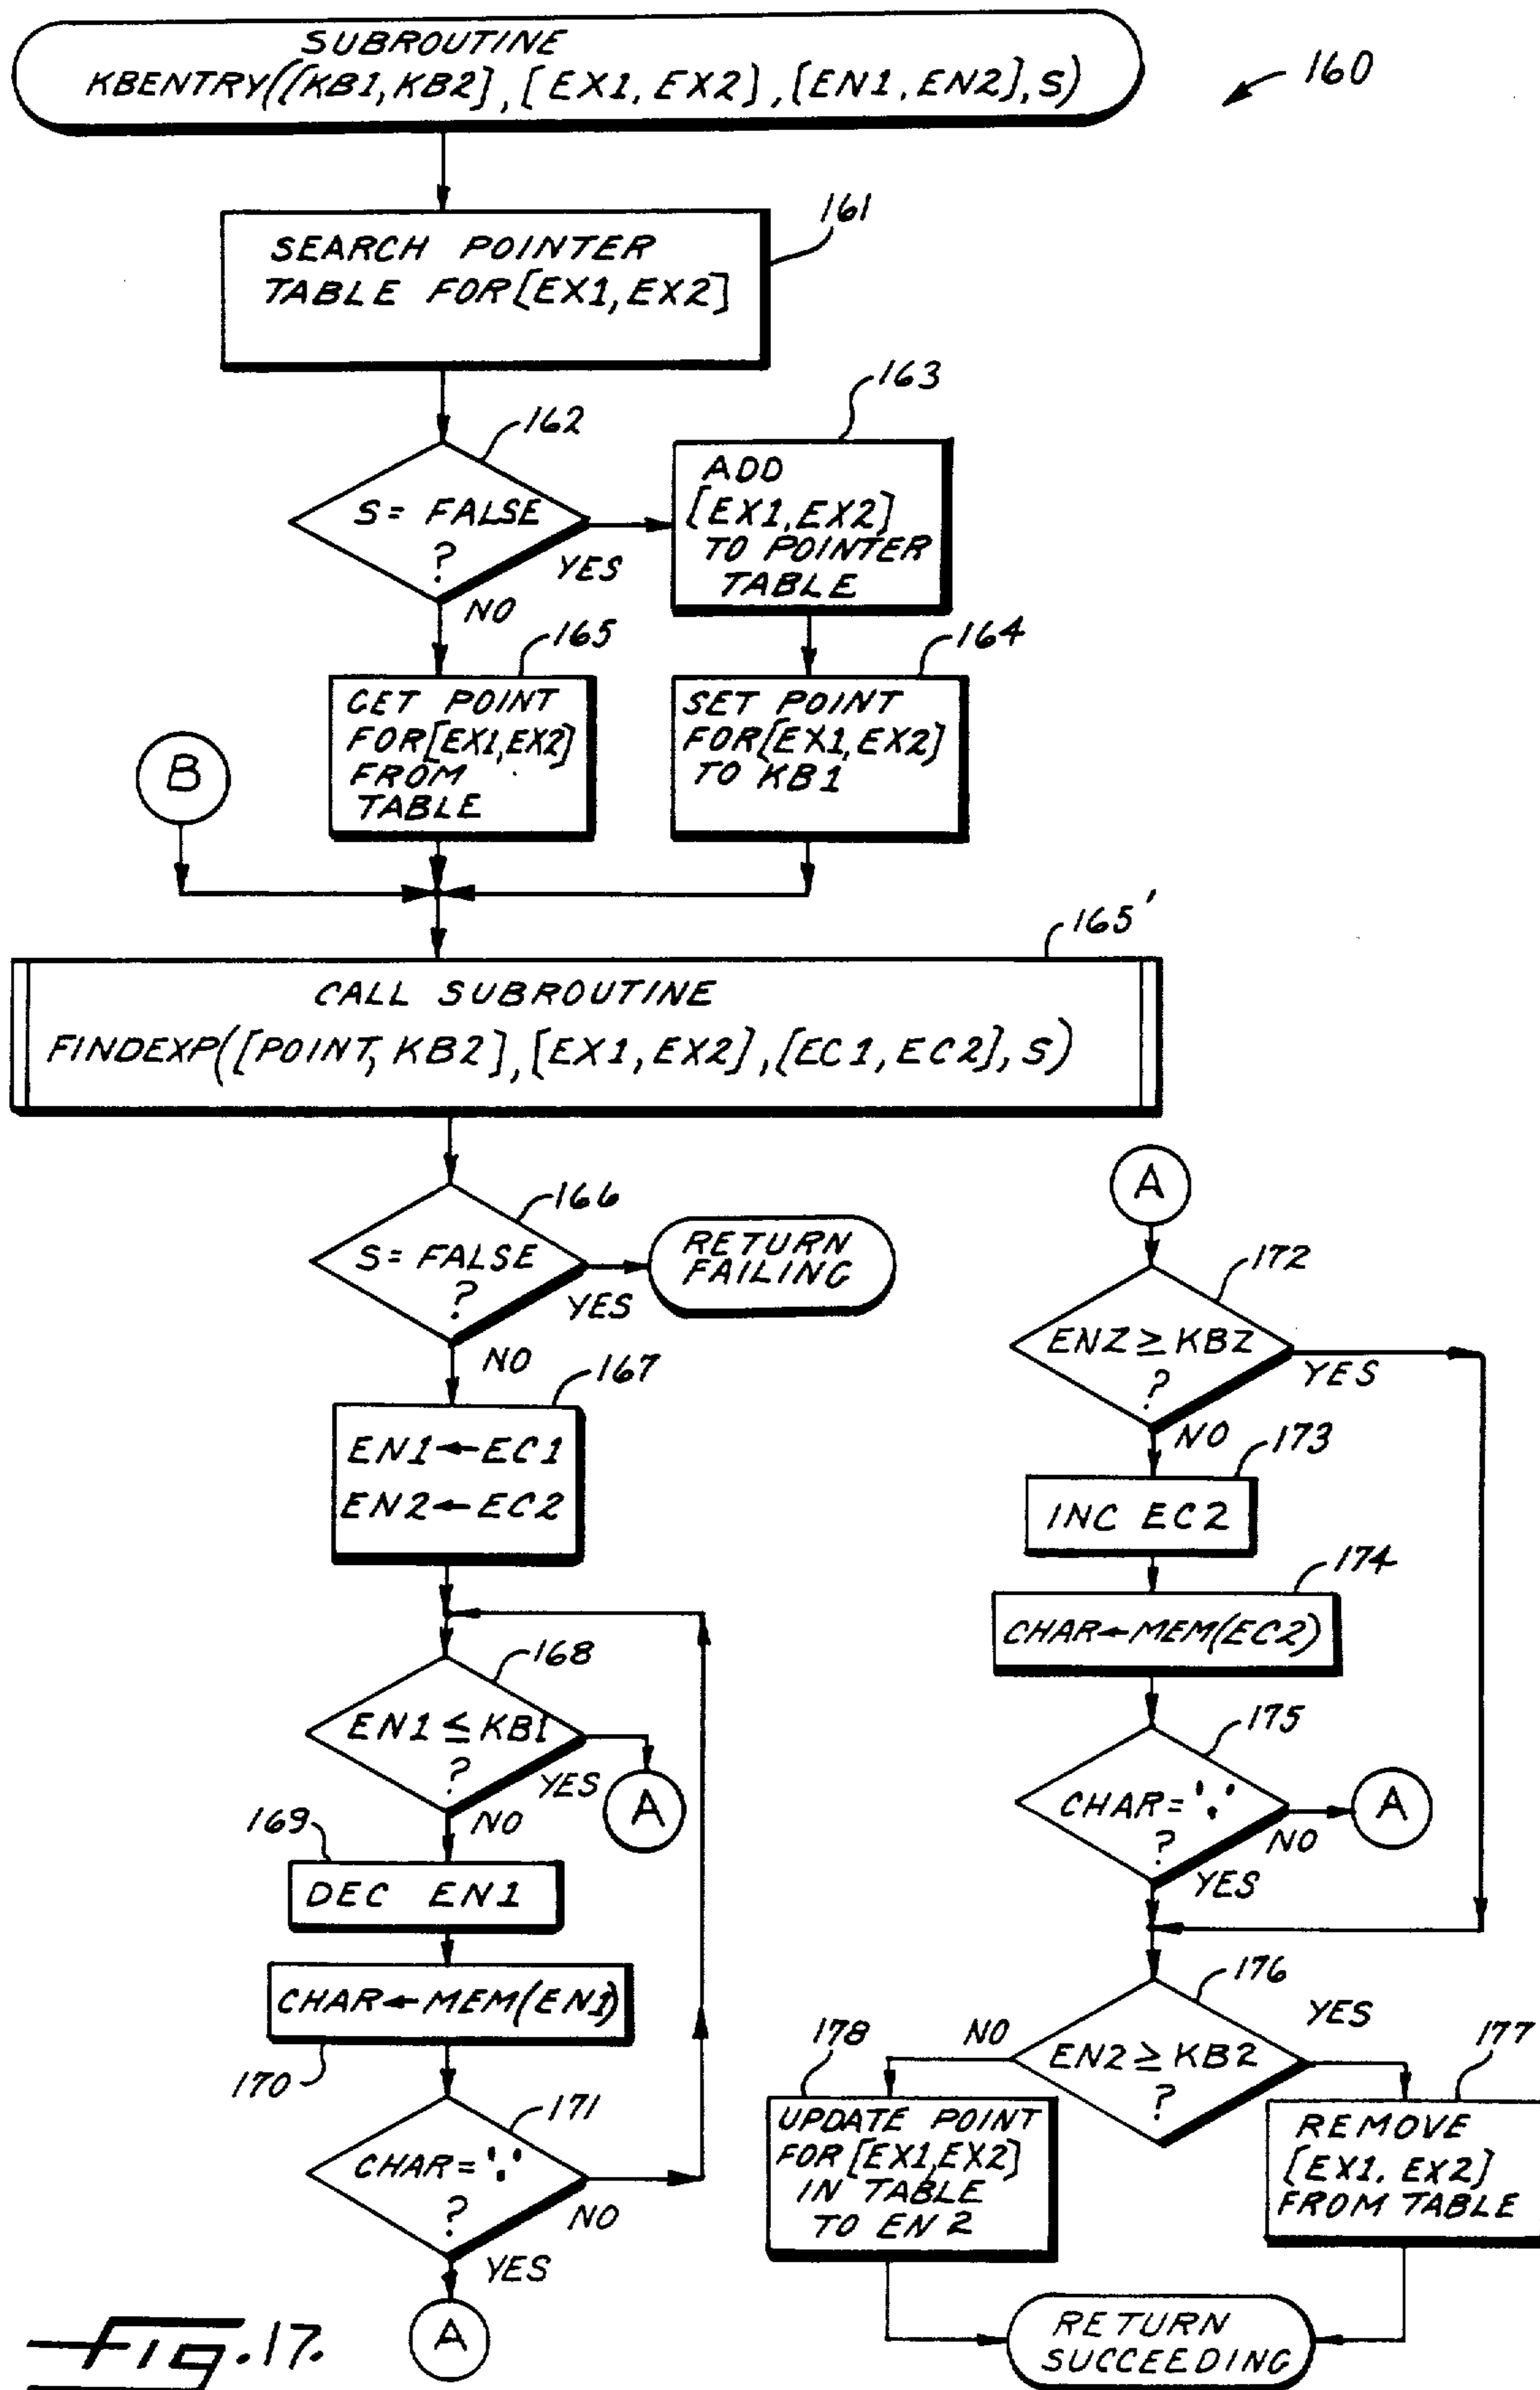 SUBROUTINE
KBENTRY([KB1, KB2], [EX1, EX2], [EN1, EN2], S)
160
161
SEARCH POINTER
TABLE FOR [EX1, EX2]
162
S = FALSE
?
YES
NO
163
ADD
[EX1, EX2]
TO POINTER
TABLE
165
GET POINT
FOR [EX1, EX2]
FROM
TABLE
164
SET POINT
FOR [EX1, EX2]
TO KB1
B
165'
CALL SUBROUTINE
FINDEXP([POINT, KB2], [EX1, EX2], [EC1, EC2], S)
166
S = FALSE
?
YES
NO
RETURN
FAILING
167
EN1←EC1
EN2←EC2
168
EN1 ≤ KB1
?
YES
NO
A
169
DEC EN1
CHAR←MEM(EN1)
170
171
CHAR = '.'
?
NO
YES
A
A
172
ENZ ≥ KBZ
?
YES
NO
173
INC EC2
174
CHAR←MEM(EC2)
175
CHAR = '.'
?
NO
A
YES
176
EN2 ≥ KB2
?
NO
YES
178
UPDATE POINT
FOR [EX1, EX2]
IN TABLE
TO EN2
177
REMOVE
[EX1. EX2]
FROM TABLE
RETURN
SUCCEEDING
Fig. 17.